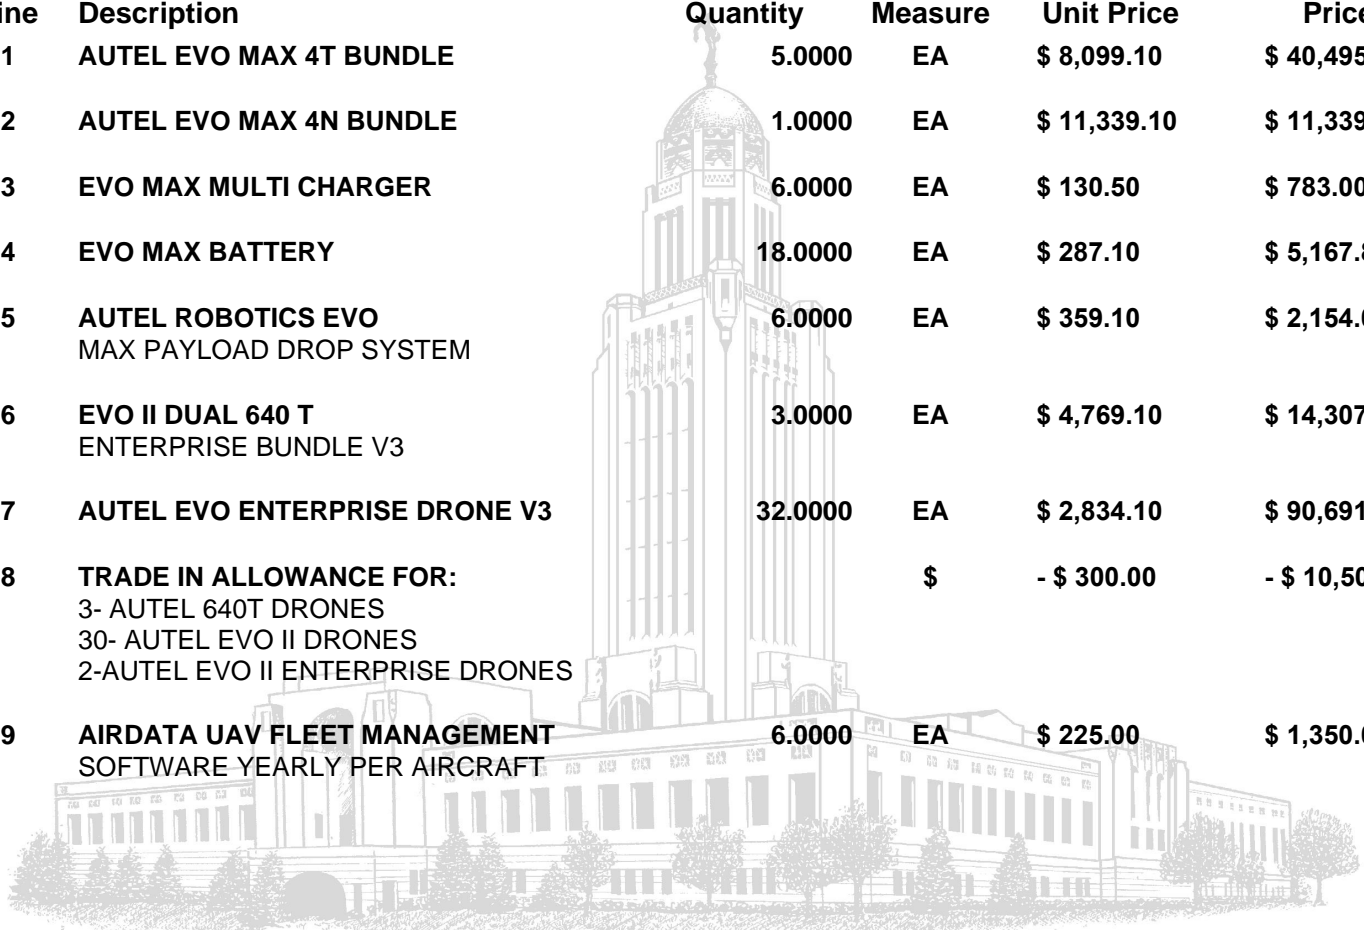 ine Description Quantity Measure Unit Price Price
1 AUTEL EVO MAX 4T BUNDLE 5.0000 EA $ 8,099.10 $ 40,495
2 AUTEL EVO MAX 4N BUNDLE 1.0000 EA $ 11,339.10 $ 11,339
3 EVO MAX MULTI CHARGER 6.0000 EA $ 130.50 $ 783.00
4 EVO MAX BATTERY 18.0000 EA $ 287.10 $ 5,167.8
5 AUTEL ROBOTICS EVO 6.0000 EA $ 359.10 $ 2,154.
MAX PAYLOAD DROP SYSTEM
6 EVO II DUAL 640 T 3.0000 EA $ 4,769.10 $ 14,307
ENTERPRISE BUNDLE V3
7 AUTEL EVO ENTERPRISE DRONE V3 32.0000 EA $ 2,834.10 $ 90,691
8 TRADE IN ALLOWANCE FOR: $ - $ 300.00 - $ 10,50
3- AUTEL 640T DRONES
30- AUTEL EVO II DRONES
2-AUTEL EVO II ENTERPRISE DRONES
9 AIRDATA UAV FLEET MANAGEMENT 6.0000 EA $ 225.00 $ 1,350.
SOFTWARE YEARLY PER AIRCRAFT